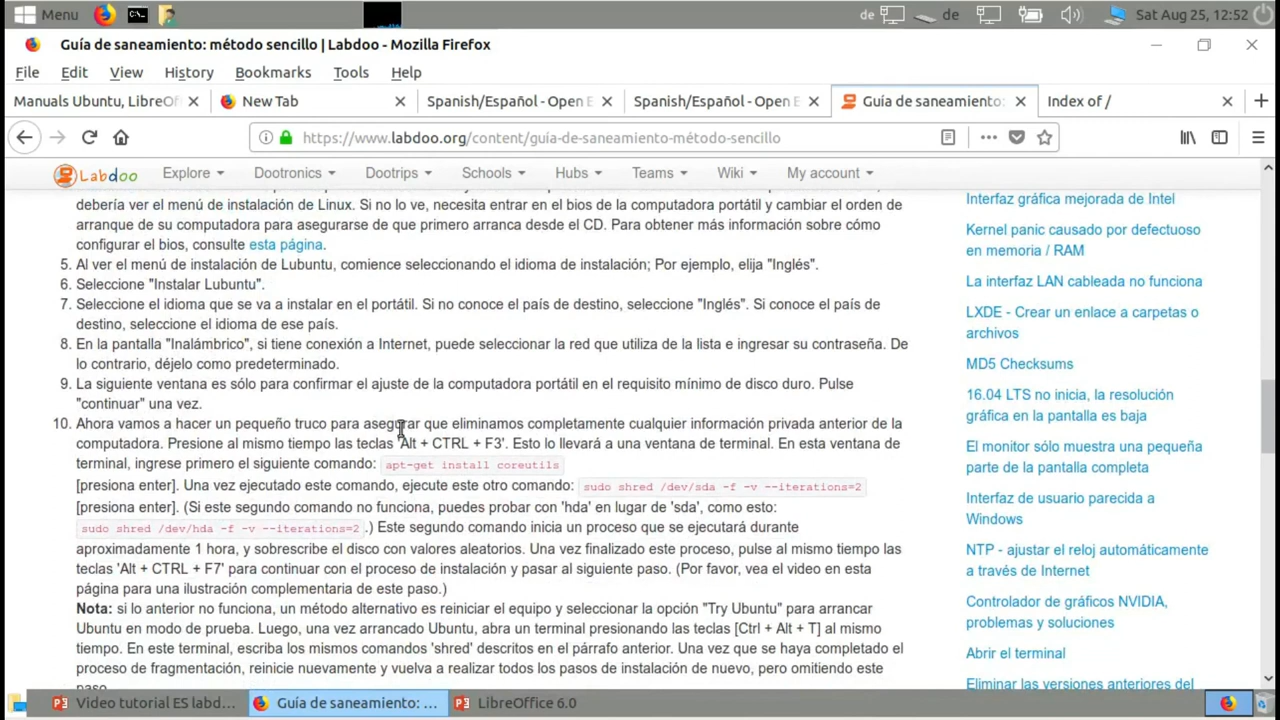 Menu
de
de
Sat Aug 25, 12:52
Guía de saneamiento: método sencillo | Labdoo - Mozilla Firefox
File Edit View History Bookmarks Tools Help
Manuals Ubuntu, LibreOf
New Tab
Spanish/Español - Open E
Spanish/Español - Open E
Guía de saneamiento:
Index of /
https://www.labdoo.org/content/guía-de-saneamiento-método-sencillo
Labdoo Explore Dootronics Dootrips Schools Hubs Teams Wiki My account
debería ver el menú de instalación de Linux. Si no lo ve, necesita entrar en el bios de la computadora portátil y cambiar el orden de
arranque de su computadora para asegurarse de que primero arranca desde el CD. Para obtener más información sobre cómo
configurar el bios, consulte esta página.
5. Al ver el menú de instalación de Lubuntu, comience seleccionando el idioma de instalación; Por ejemplo, elija "Inglés".
6. Seleccione "Instalar Lubuntu".
7. Seleccione el idioma que se va a instalar en el portátil. Si no conoce el país de destino, seleccione "Inglés". Si conoce el país de
destino, seleccione el idioma de ese país.
8. En la pantalla "Inalámbrico", si tiene conexión a Internet, puede seleccionar la red que utiliza de la lista e ingresar su contraseña. De
lo contrario, déjelo como predeterminado.
9. La siguiente ventana es sólo para confirmar el ajuste de la computadora portátil en el requisito mínimo de disco duro. Pulse
"continuar" una vez.
10. Ahora vamos a hacer un pequeño truco para asegurar que eliminamos completamente cualquier información privada anterior de la
computadora. Presione al mismo tiempo las teclas 'Alt + CTRL + F3'. Esto lo llevará a una ventana de terminal. En esta ventana de
terminal, ingrese primero el siguiente comando: apt-get install coreutils
[presiona enter]. Una vez ejecutado este comando, ejecute este otro comando: sudo shred /dev/sda -f -v --iterations=2
[presiona enter]. (Si este segundo comando no funciona, puedes probar con 'hda' en lugar de 'sda', como esto:
sudo shred /dev/hda -f -v --iterations=2.) Este segundo comando inicia un proceso que se ejecutará durante
aproximadamente 1 hora, y sobrescribe el disco con valores aleatorios. Una vez finalizado este proceso, pulse al mismo tiempo las
teclas 'Alt + CTRL + F7' para continuar con el proceso de instalación y pasar al siguiente paso. (Por favor, vea el video en esta
página para una ilustración complementaria de este paso.)
Nota: si lo anterior no funciona, un método alternativo es reiniciar el equipo y seleccionar la opción "Try Ubuntu" para arrancar
Ubuntu en modo de prueba. Luego, una vez arrancado Ubuntu, abra un terminal presionando las teclas [Ctrl + Alt + T] al mismo
tiempo. En este terminal, escriba los mismos comandos 'shred' descritos en el párrafo anterior. Una vez que se haya completado el
proceso de fragmentación, reinicie nuevamente y vuelva a realizar todos los pasos de instalación de nuevo, pero omitiendo este
paso.
Interfaz gráfica mejorada de Intel
Kernel panic causado por defectuoso
en memoria / RAM
La interfaz LAN cableada no funciona
LXDE - Crear un enlace a carpetas o
archivos
MD5 Checksums
16.04 LTS no inicia, la resolución
gráfica en la pantalla es baja
El monitor sólo muestra una pequeña
parte de la pantalla completa
Interfaz de usuario parecida a
Windows
NTP - ajustar el reloj automáticamente
a través de Internet
Controlador de gráficos NVIDIA,
problemas y soluciones
Abrir el terminal
Eliminar las versiones anteriores del
Video tutorial ES labd...
Guía de saneamiento: ...
LibreOffice 6.0